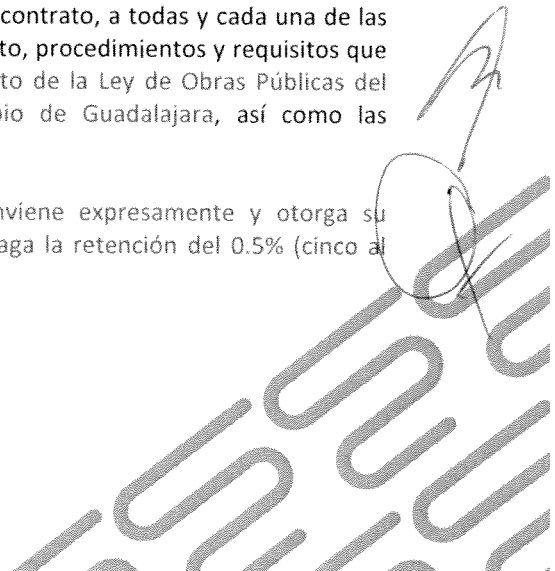 contrato, a todas y cada una de las
to, procedimientos y requisitos que
to de la Ley de Obras Públicas del
io de Guadalajara, así como las
nviene expresamente y otorga su
aga la retención del 0.5% (cinco al